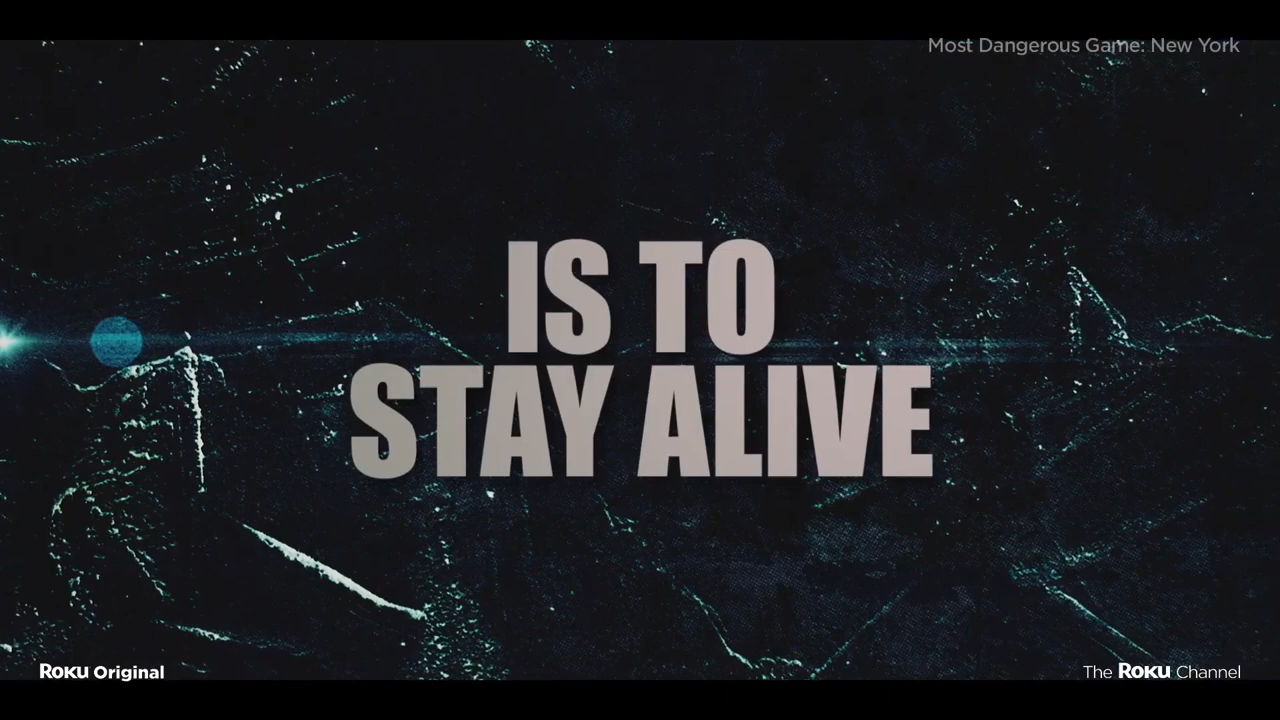 Most Dangerous Game: New York
IS TO
STAY ALIVE
ROKU Original
The ROKU Channel